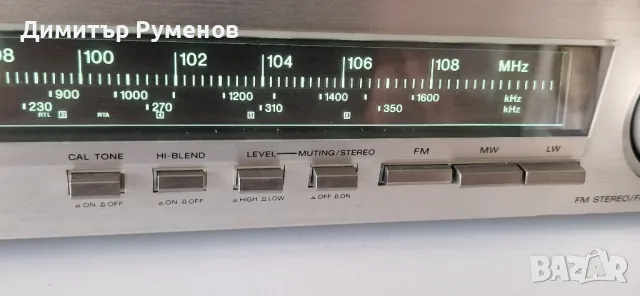 Димитър Руменов
98 100 102 104 106 108 MHz
900 1000 1200 1400 1600 kHz
230 270 310 350 kHz
RTL RTA
CAL TONE HI-BLEND LEVEL MUTING/STEREO FM MW LW
ON OFF ON OFF HIGH LOW OFF ON
FM STEREO/F
BAZAR